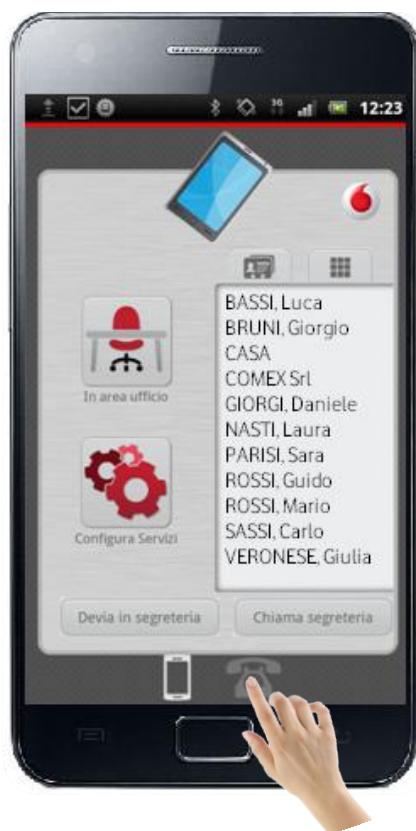 3G
12:23
BASSI, Luca
BRUNI, Giorgio
CASA
COMEX Srl
GIORGI, Daniele
NASTI, Laura
PARISI, Sara
ROSSI, Guido
ROSSI, Mario
SASSI, Carlo
VERONESE, Giulia
In area ufficio
Configura Servizi
Devia in segreteria
Chiama segreteria